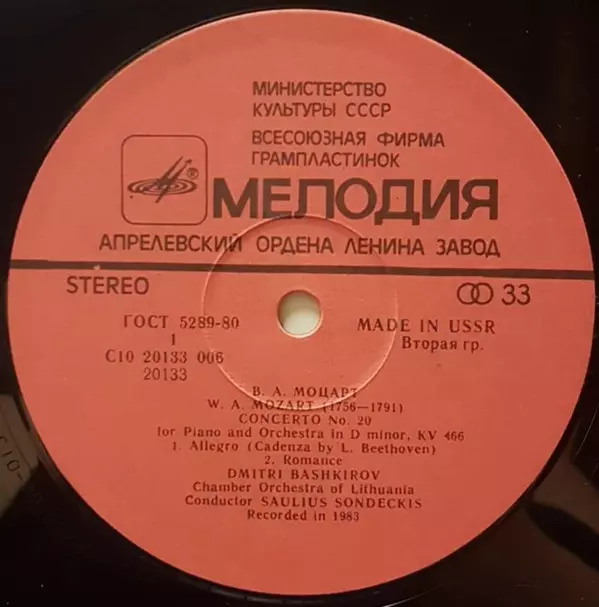 МИНИСТЕРСТВО
КУЛЬТУРЫ СССР
ВСЕСОЮЗНАЯ ФИРМА
ГРАМПЛАСТИНОК
®
МЕЛОДИЯ
АПРЕЛЕВСКИЙ ОРДЕНА ЛЕНИНА ЗАВОД
STEREO 33
ГОСТ 5289-80 MADE IN USSR
1 Вторая гр.
С10 20133 006
20133
В. А. МОЦАРТ
W. A. MOZART (1756—1791)
CONCERTO No. 20
for Piano and Orchestra in D minor, KV 466
1. Allegro (Cadenza by L. Beethoven)
2. Romance
DMITRI BASHKIROV
Chamber Orchestra of Lithuania
Conductor SAULIUS SONDECKIS
Recorded in 1983